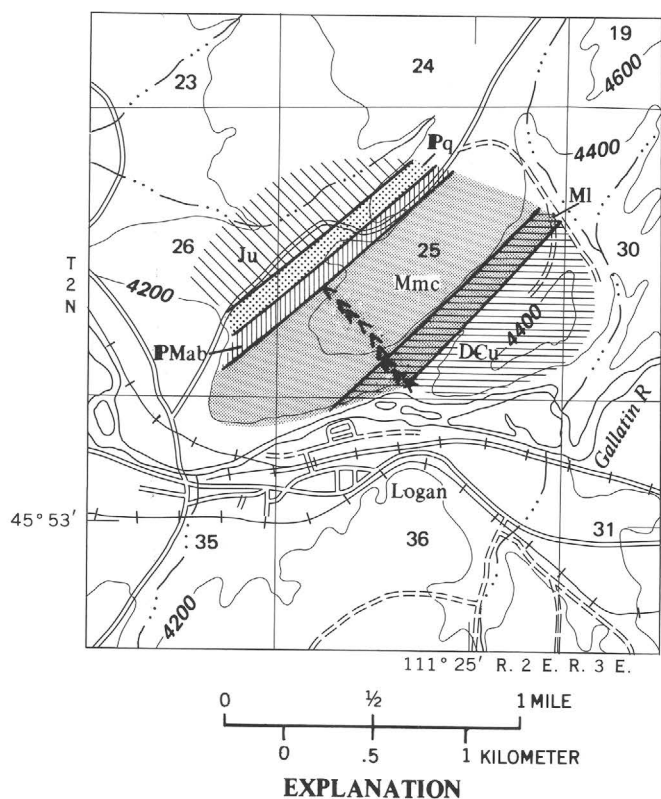 19
23
24
4600
4400
Pq
Ml
26
Ju
25
30
T
2
N
4200
Mmc
4400
PMab
DCu
Gallatin R
Logan
45°53′
35
36
31
4200
111°25′ R. 2 E. R. 3 E.
0 ½ 1 MILE
0 .5 1 KILOMETER
EXPLANATION